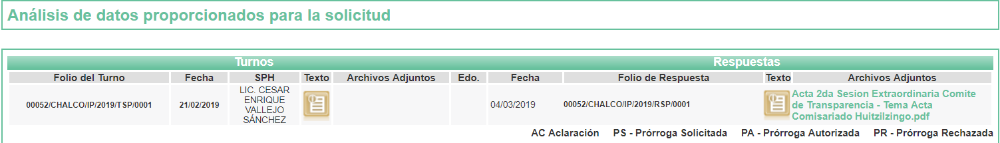 Análisis de datos proporcionados para la solicitud
Turnos Respuestas
Folio del Turno Fecha SPH Texto Archivos Adjuntos Edo. Fecha Folio de Respuesta Texto Archivos Adjuntos
00052/CHALCO/IP/2019/TSP/0001 21/02/2019
LIC. CESAR
ENRIQUE
VALLEJO
SÁNCHEZ
04/03/2019 00052/CHALCO/IP/2019/RSP/0001
Acta 2da Sesion Extraordinaria Comite
de Transparencia - Tema Acta
Comisariado Huitzilzingo.pdf
AC Aclaración PS - Prórroga Solicitada PA - Prórroga Autorizada PR - Prórroga Rechazada